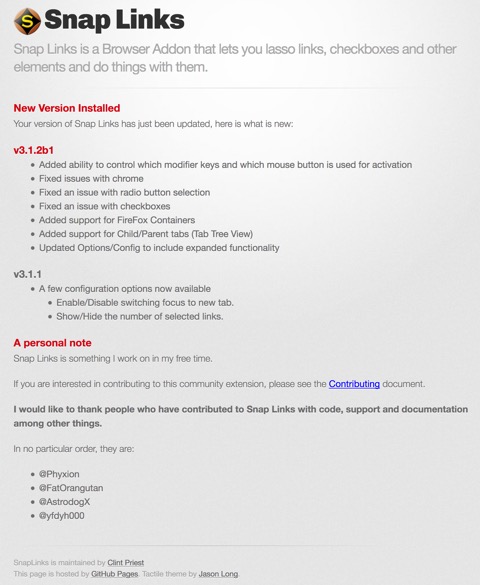 S Snap Links
Snap Links is a Browser Addon that lets you lasso links, checkboxes and other
elements and do things with them.
New Version Installed
Your version of Snap Links has just been updated, here is what is new:
v3.1.2b1
• Added ability to control which modifier keys and which mouse button is used for activation
• Fixed issues with chrome
• Fixed an issue with radio button selection
• Fixed an issue with checkboxes
• Added support for FireFox Containers
• Added support for Child/Parent tabs (Tab Tree View)
• Updated Options/Config to include expanded functionality
v3.1.1
• A few configuration options now available
• Enable/Disable switching focus to new tab.
• Show/Hide the number of selected links.
A personal note
Snap Links is something I work on in my free time.
If you are interested in contributing to this community extension, please see the Contributing document.
I would like to thank people who have contributed to Snap Links with code, support and documentation
among other things.
In no particular order, they are:
• @Phyxion
• @FatOrangutan
• @AstrodogX
• @yfdyh000
SnapLinks is maintained by Clint Priest
This page is hosted by GitHub Pages. Tactile theme by Jason Long.